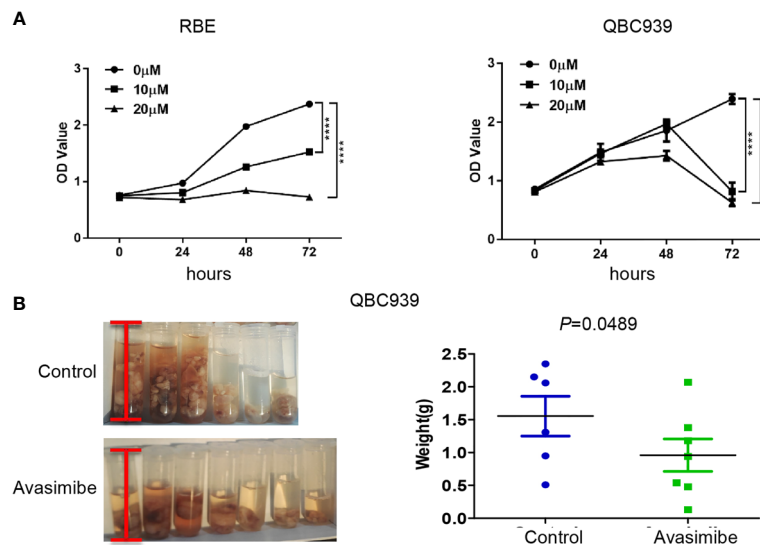 A
RBE
3
2
1
0
OD Value
0μM
10μM
20μM
****
****
0
24
48
72
hours
QBC939
3
2
1
0
OD Value
0μM
10μM
20μM
****
0
24
48
72
hours
B
QBC939
Control
Avasimibe
P=0.0489
2.5
2.0
1.5
1.0
0.5
0.0
Weight(g)
Control
Avasimibe